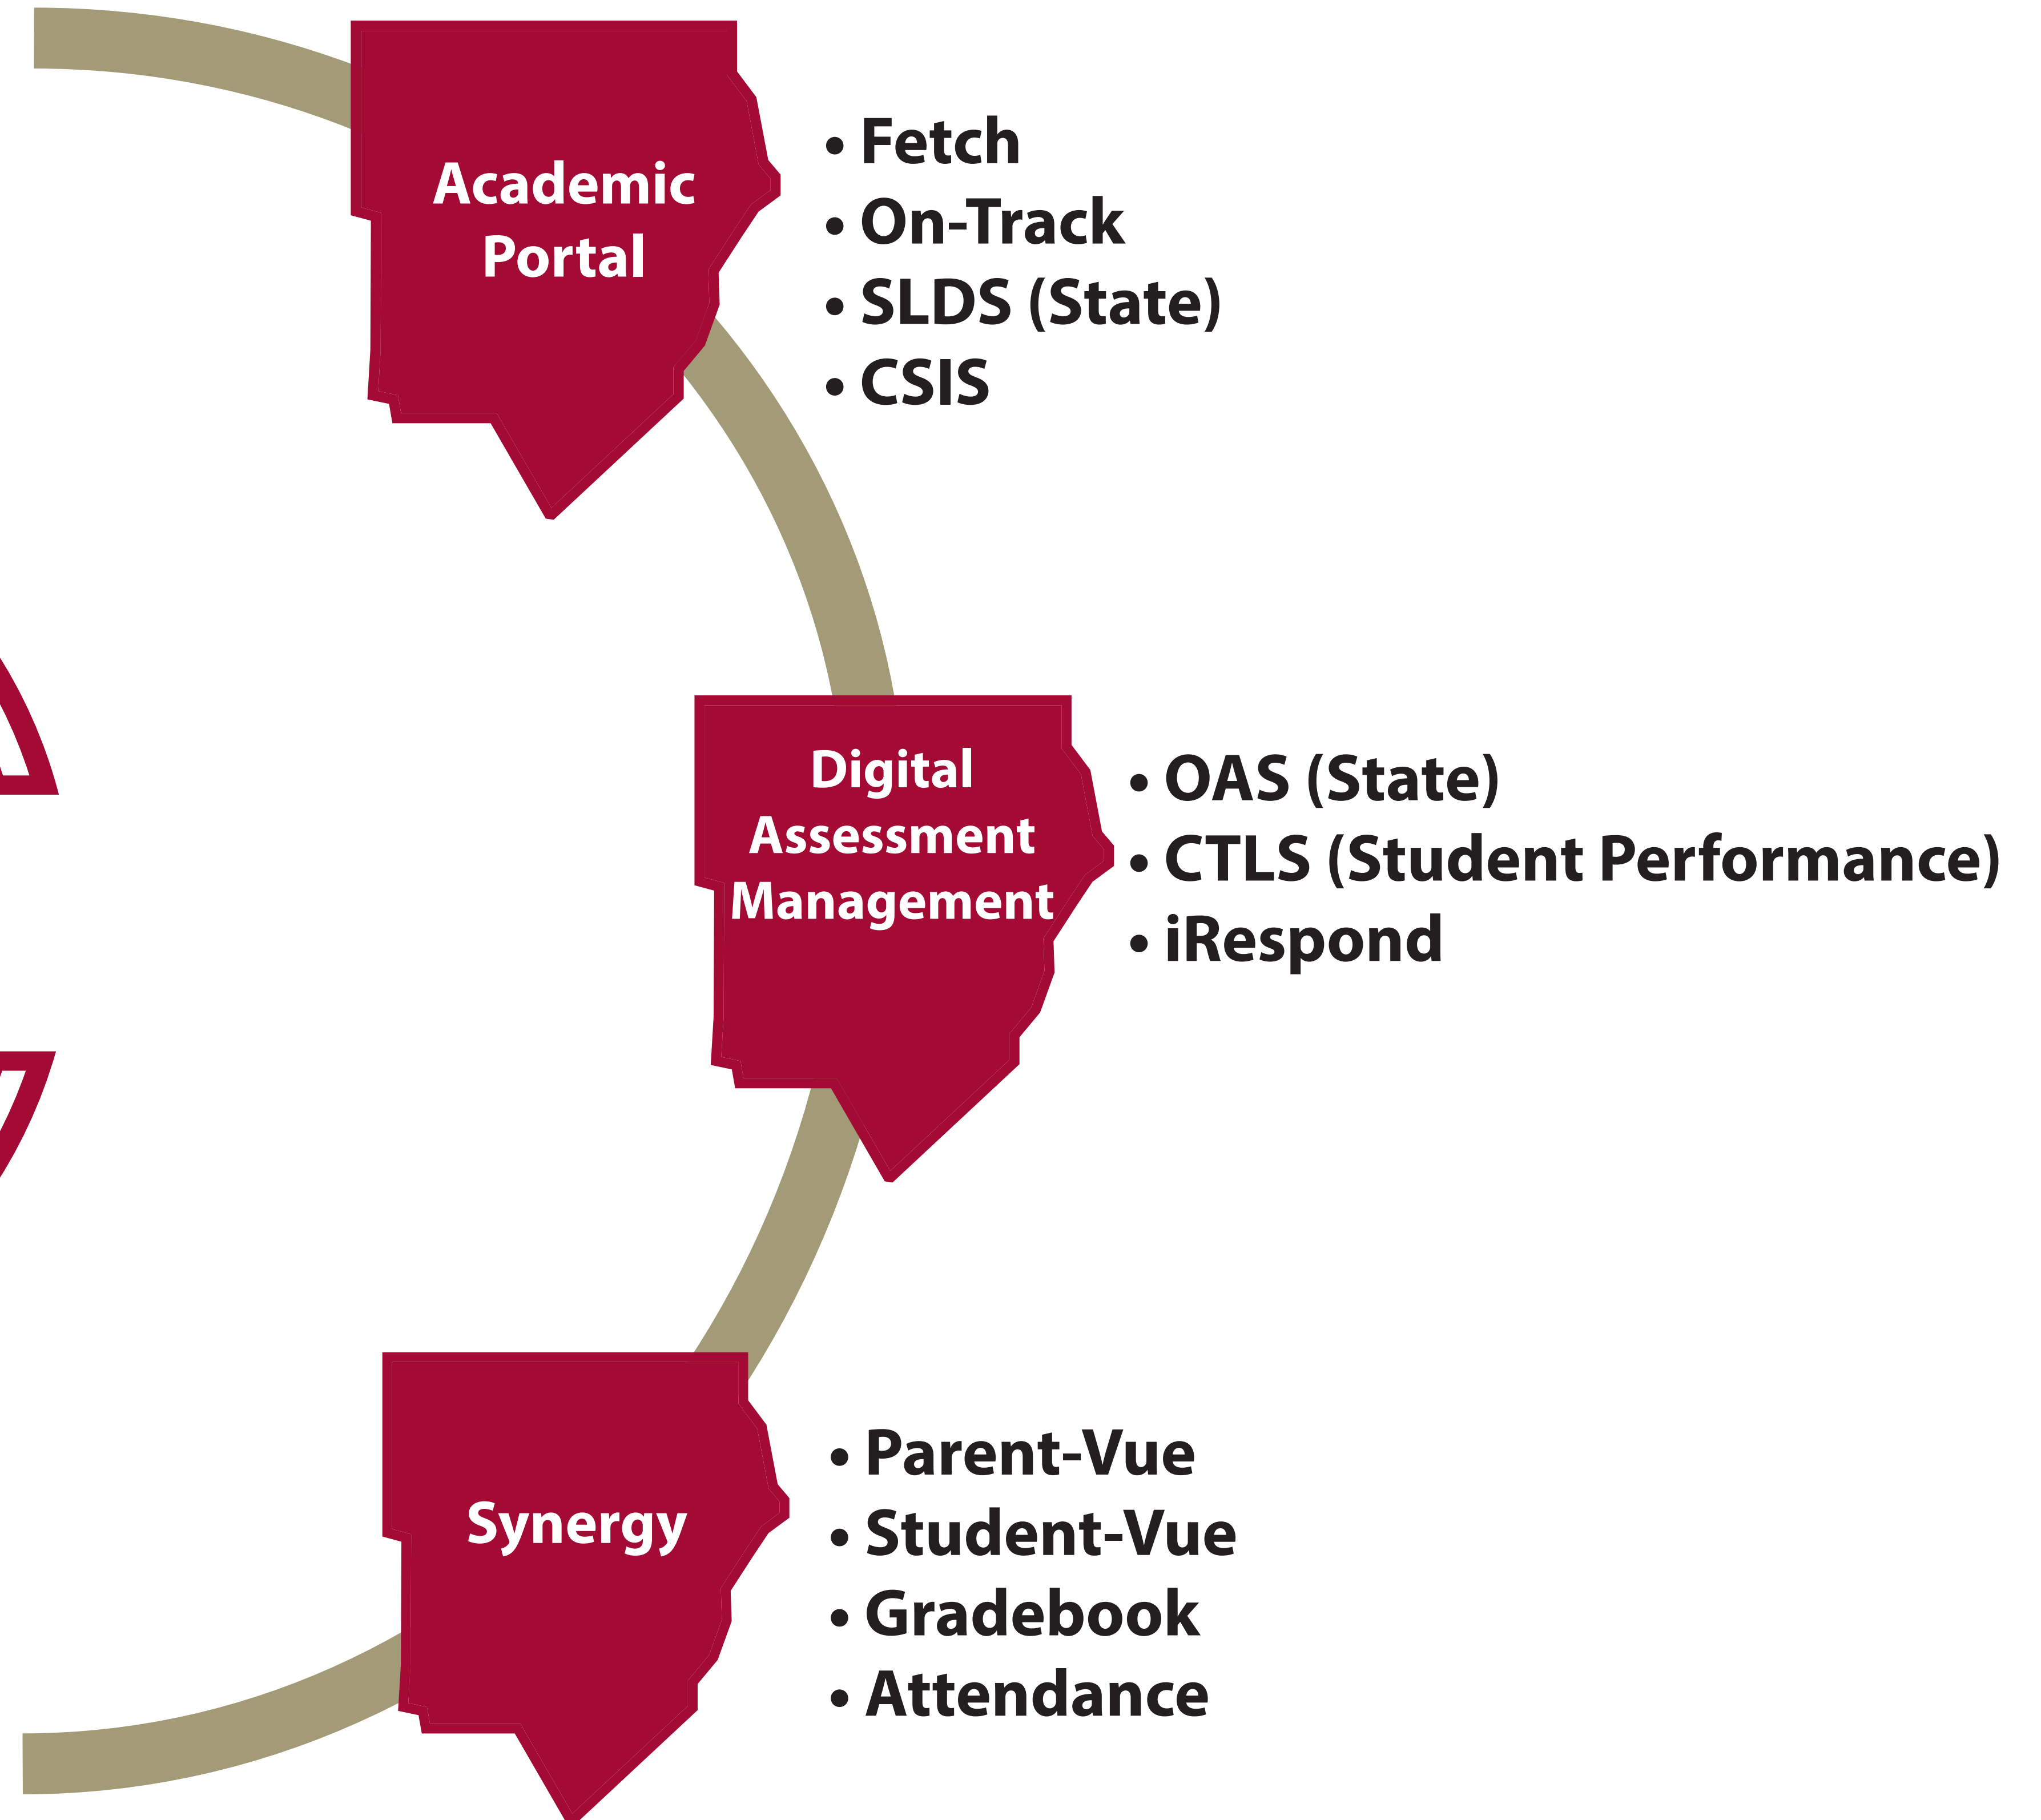 Academic
Portal
• Fetch
• On-Track
• SLDS (State)
• CSIS
Digital
Assessment
Management
• OAS (State)
• CTLS (Student Performance)
• iRespond
Synergy
• Parent-Vue
• Student-Vue
• Gradebook
• Attendance